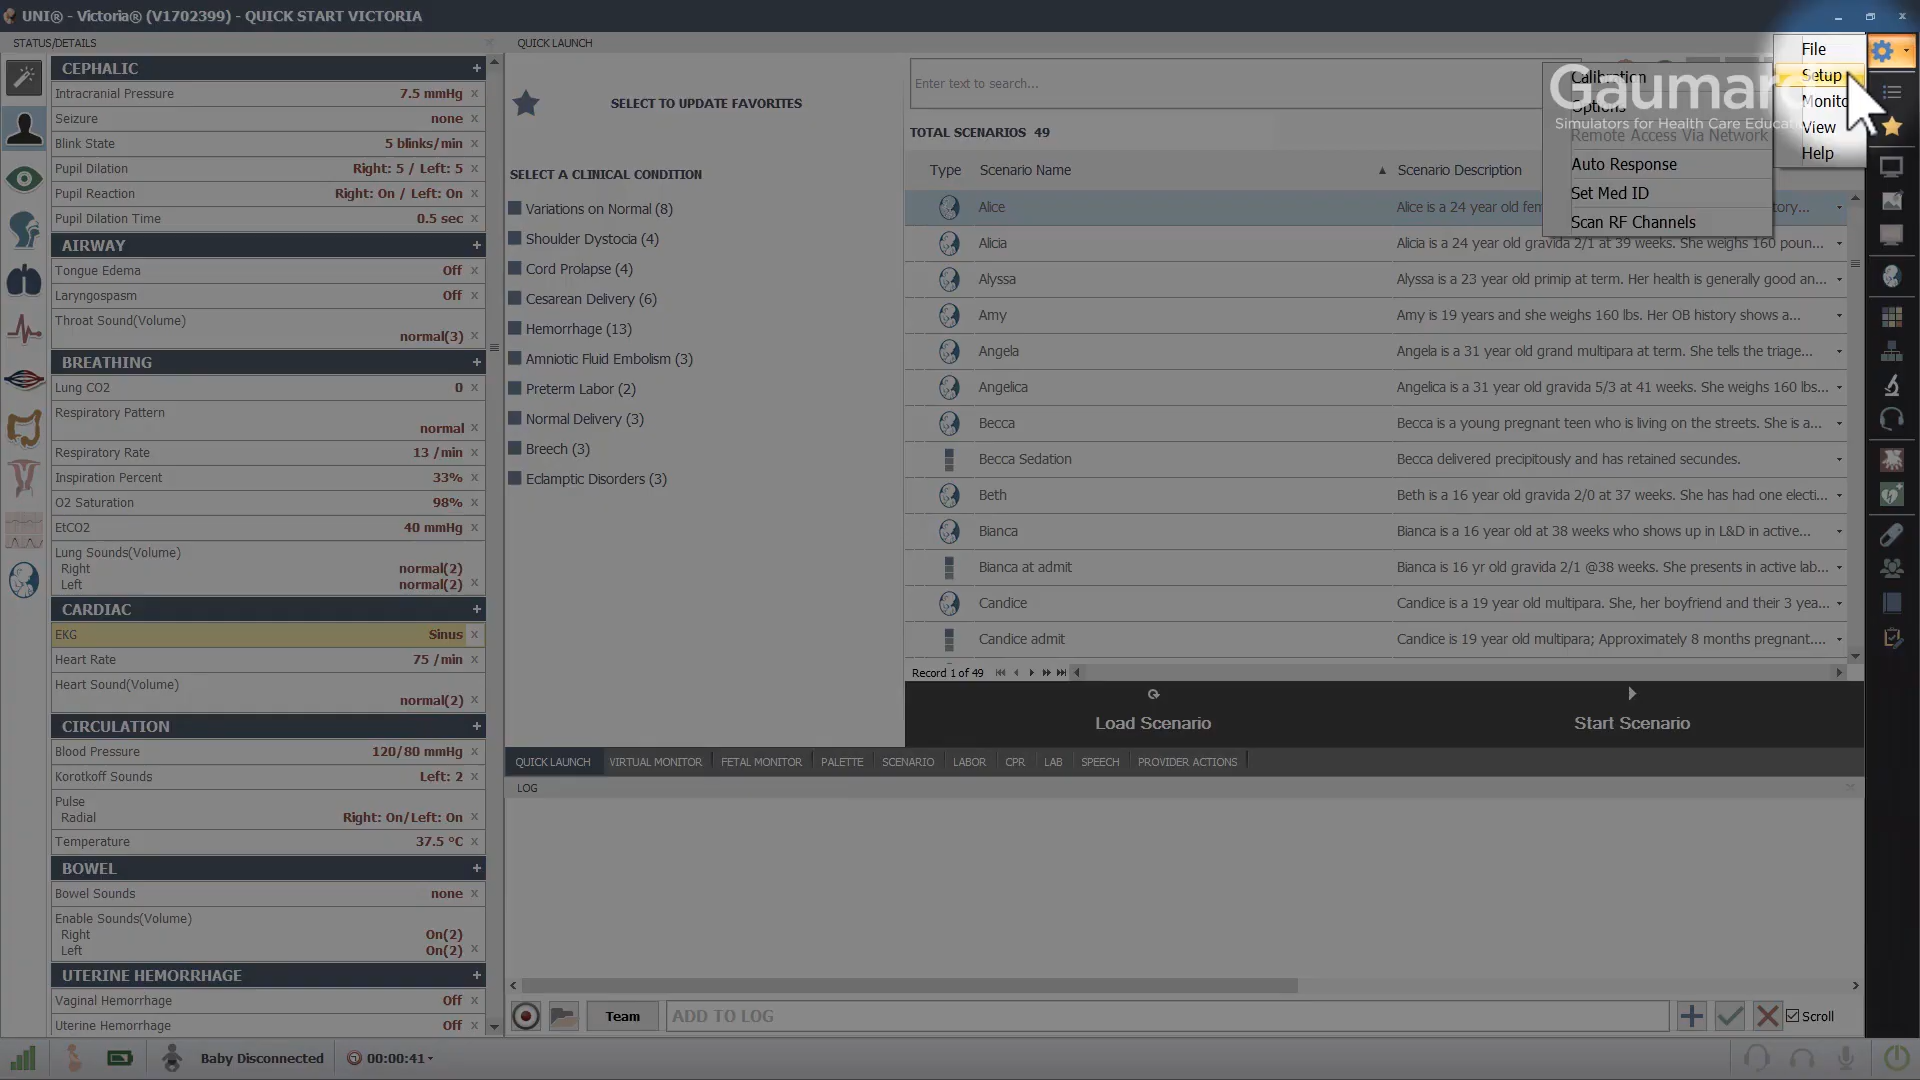 UNI® - Victoria® (V1702399) - QUICK START VICTORIA
STATUS/DETAILS
CEPHALIC +
Intracranial Pressure 7.5 mmHg x
Seizure none x
Blink State 5 blinks/min x
Pupil Dilation Right: 5 / Left: 5 x
Pupil Reaction Right: On / Left: On x
Pupil Dilation Time 0.5 sec x
AIRWAY +
Tongue Edema Off x
Laryngospasm Off x
Throat Sound(Volume)
normal(3) x
BREATHING +
Lung CO2 0 x
Respiratory Pattern
normal x
Respiratory Rate 13 /min x
Inspiration Percent 33% x
O2 Saturation 98% x
EtCO2 40 mmHg x
Lung Sounds(Volume)
Right normal(2)
Left normal(2) x
CARDIAC +
EKG Sinus x
Heart Rate 75 /min x
Heart Sound(Volume)
normal(2) x
CIRCULATION +
Blood Pressure 120/80 mmHg x
Korotkoff Sounds Left: 2 x
Pulse
Radial Right: On/Left: On x
Temperature 37.5 °C x
BOWEL +
Bowel Sounds none x
Enable Sounds(Volume)
Right On(2)
Left On(2) x
UTERINE HEMORRHAGE +
Vaginal Hemorrhage Off x
Uterine Hemorrhage Off x
QUICK LAUNCH
SELECT TO UPDATE FAVORITES
SELECT A CLINICAL CONDITION
Variations on Normal (8)
Shoulder Dystocia (4)
Cord Prolapse (4)
Cesarean Delivery (6)
Hemorrhage (13)
Amniotic Fluid Embolism (3)
Preterm Labor (2)
Normal Delivery (3)
Breech (3)
Eclamptic Disorders (3)
Enter text to search...
TOTAL SCENARIOS 49
Type Scenario Name Scenario Description
Alice Alice is a 24 year old fem tory...
Alicia Alicia is a 24 year old gravida 2/1 at 39 weeks. She weighs 160 poun...
Alyssa Alyssa is a 23 year old primip at term. Her health is generally good an...
Amy Amy is 19 years and she weighs 160 lbs. Her OB history shows a...
Angela Angela is a 31 year old grand multipara at term. She tells the triage...
Angelica Angelica is a 31 year old gravida 5/3 at 41 weeks. She weighs 160 lbs...
Becca Becca is a young pregnant teen who is living on the streets. She is a...
Becca Sedation Becca delivered precipitously and has retained secundes.
Beth Beth is a 16 year old gravida 2/0 at 37 weeks. She has had one electi...
Bianca Bianca is a 16 year old at 38 weeks who shows up in L&D in active...
Bianca at admit Bianca is 16 yr old gravida 2/1 @38 weeks. She presents in active lab...
Candice Candice is a 19 year old multipara. She, her boyfriend and their 3 yea...
Candice admit Candice is 19 year old multipara; Approximately 8 months pregnant....
Record 1 of 49
Load Scenario Start Scenario
QUICK LAUNCH VIRTUAL MONITOR FETAL MONITOR PALETTE SCENARIO LABOR CPR LAB SPEECH PROVIDER ACTIONS
LOG
Team ADD TO LOG Scroll
File
Setup
Monito
View
Help
Calibration
Options
Remote Access Via Network
Auto Response
Set Med ID
Scan RF Channels
Gaumar
Simulators for Health Care Educa
Baby Disconnected 00:00:41